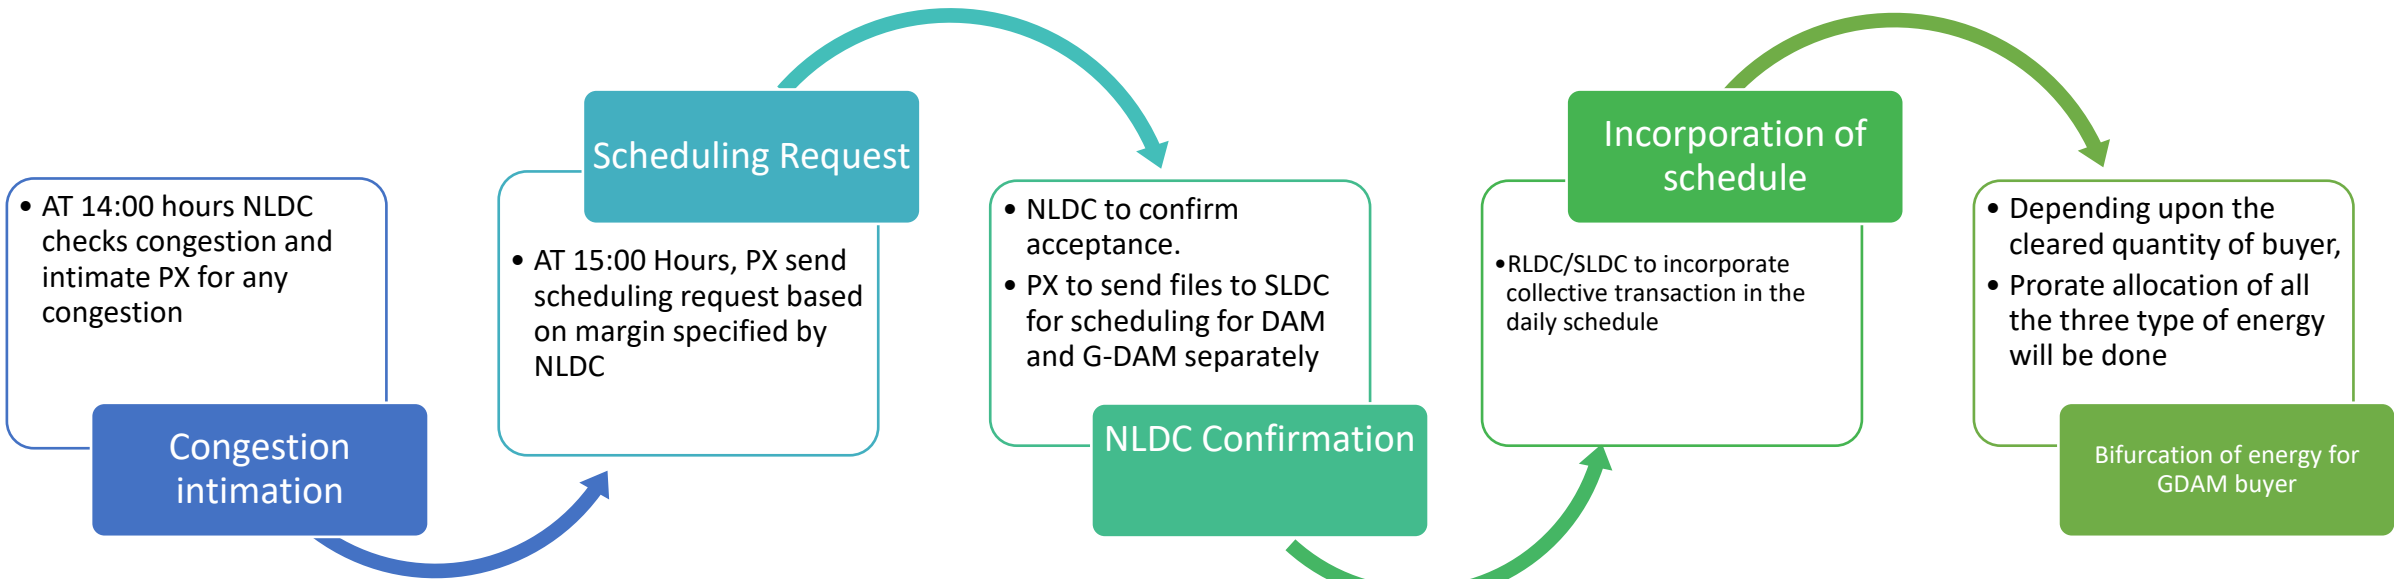 • AT 14:00 hours NLDC
checks congestion and
intimate PX for any
congestion
Congestion
intimation
Scheduling Request
• AT 15:00 Hours, PX send
scheduling request based
on margin specified by
NLDC
• NLDC to confirm
acceptance.
• PX to send files to SLDC
for scheduling for DAM
and G-DAM separately
NLDC Confirmation
Incorporation of
schedule
•RLDC/SLDC to incorporate
collective transaction in the
daily schedule
• Depending upon the
cleared quantity of buyer,
• Prorate allocation of all
the three type of energy
will be done
Bifurcation of energy for
GDAM buyer